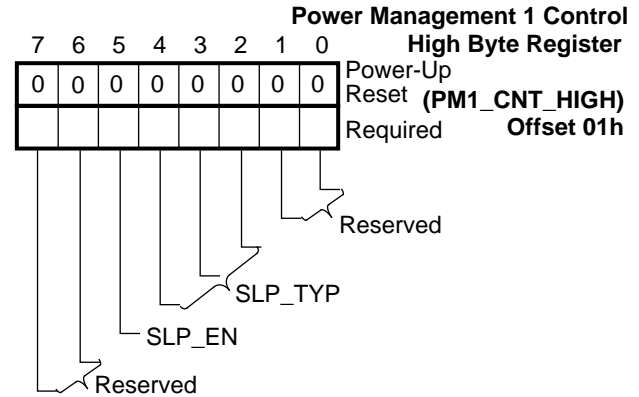 Power Management 1 Control
High Byte Register
7 6 5 4 3 2 1 0
Power-Up
0 0 0 0 0 0 0 0
Reset (PM1_CNT_HIGH)
Required Offset 01h
Reserved
SLP_TYP
SLP_EN
Reserved